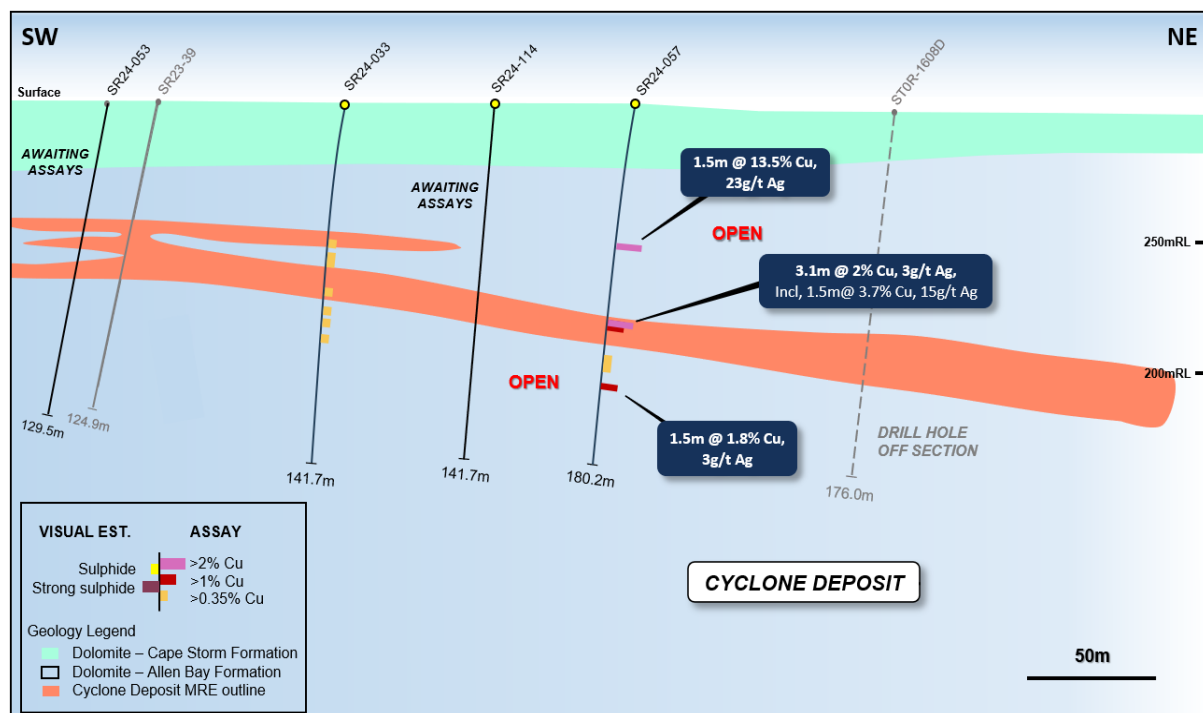 SW
NE
SR24-053
SR23-39
SR24-033
SR24-114
SR24-057
STOR-1608D
Surface
AWAITING
ASSAYS
AWAITING
ASSAYS
1.5m @ 13.5% Cu,
23g/t Ag
OPEN
250mRL
3.1m @ 2% Cu, 3g/t Ag,
Incl, 1.5m@ 3.7% Cu, 15g/t Ag
200mRL
OPEN
1.5m @ 1.8% Cu,
3g/t Ag
DRILL HOLE
OFF SECTION
129.5m
124.9m
141.7m
141.7m
180.2m
176.0m
VISUAL EST.
ASSAY
Sulphide
Strong sulphide
>2% Cu
>1% Cu
>0.35% Cu
Geology Legend
Dolomite – Cape Storm Formation
Dolomite – Allen Bay Formation
Cyclone Deposit MRE outline
CYCLONE DEPOSIT
50m